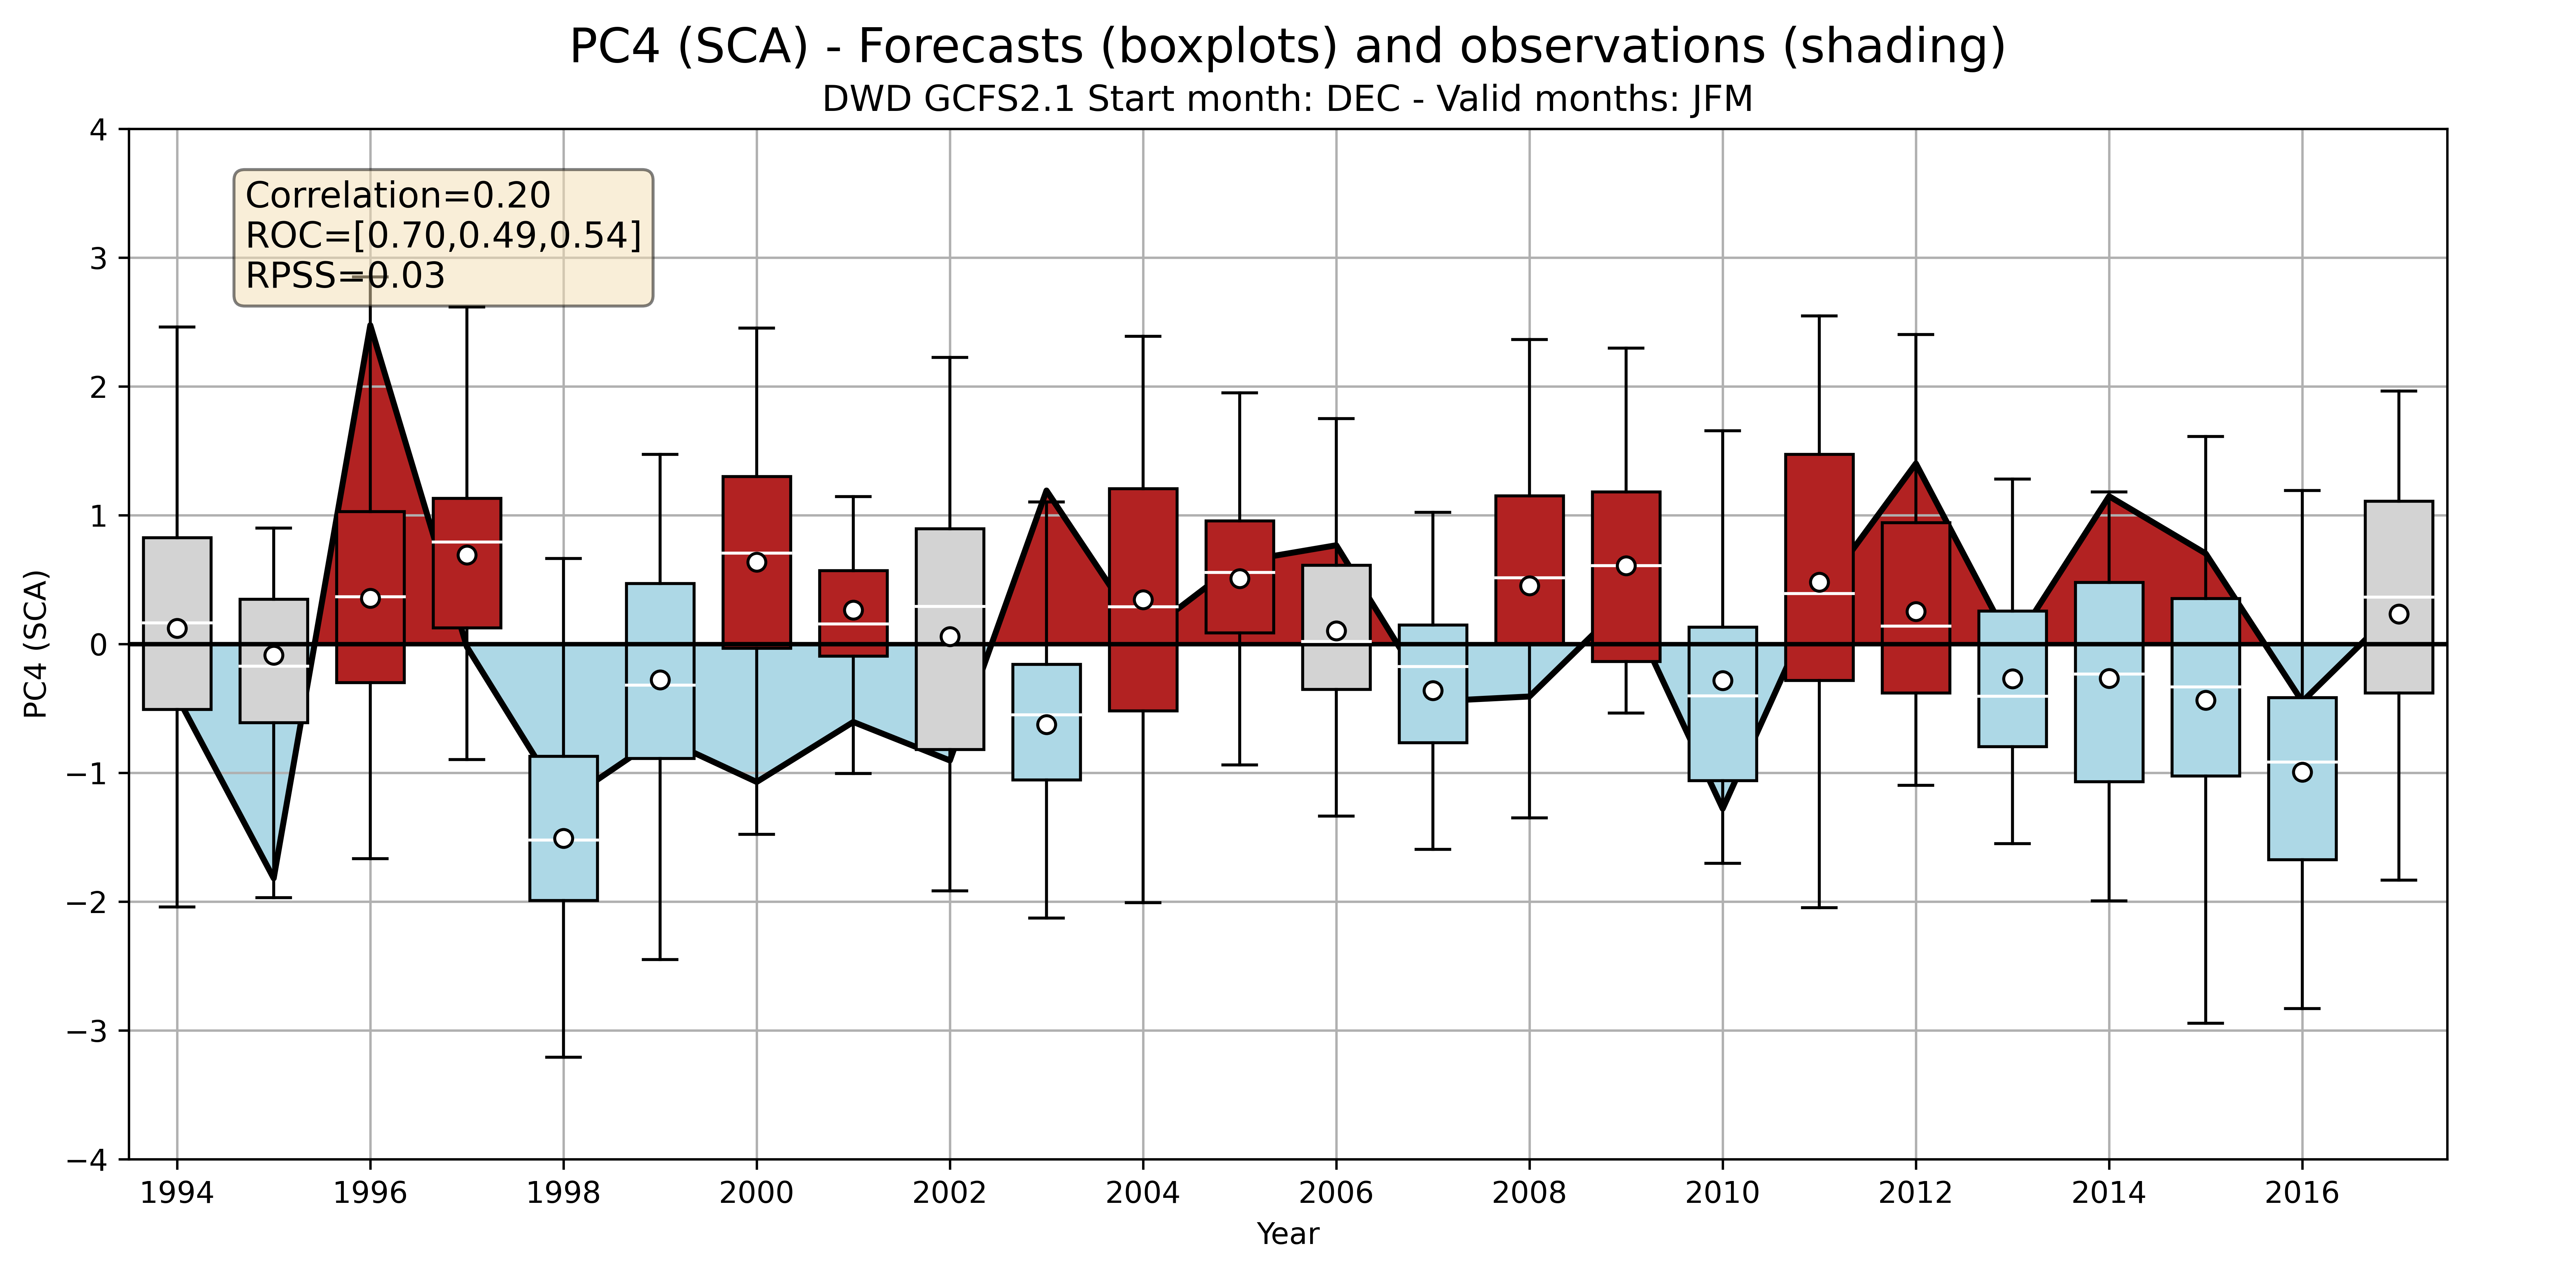 PC4 (SCA) - Forecasts (boxplots) and observations (shading)
DWD GCFS2.1 Start month: DEC - Valid months: JFM
Correlation=0.20
ROC=[0.70,0.49,0.54]
RPSS=0.03
PC4 (SCA)
4
3
2
1
0
−1
−2
−3
−4
1994 1996 1998 2000 2002 2004 2006 2008 2010 2012 2014 2016
Year